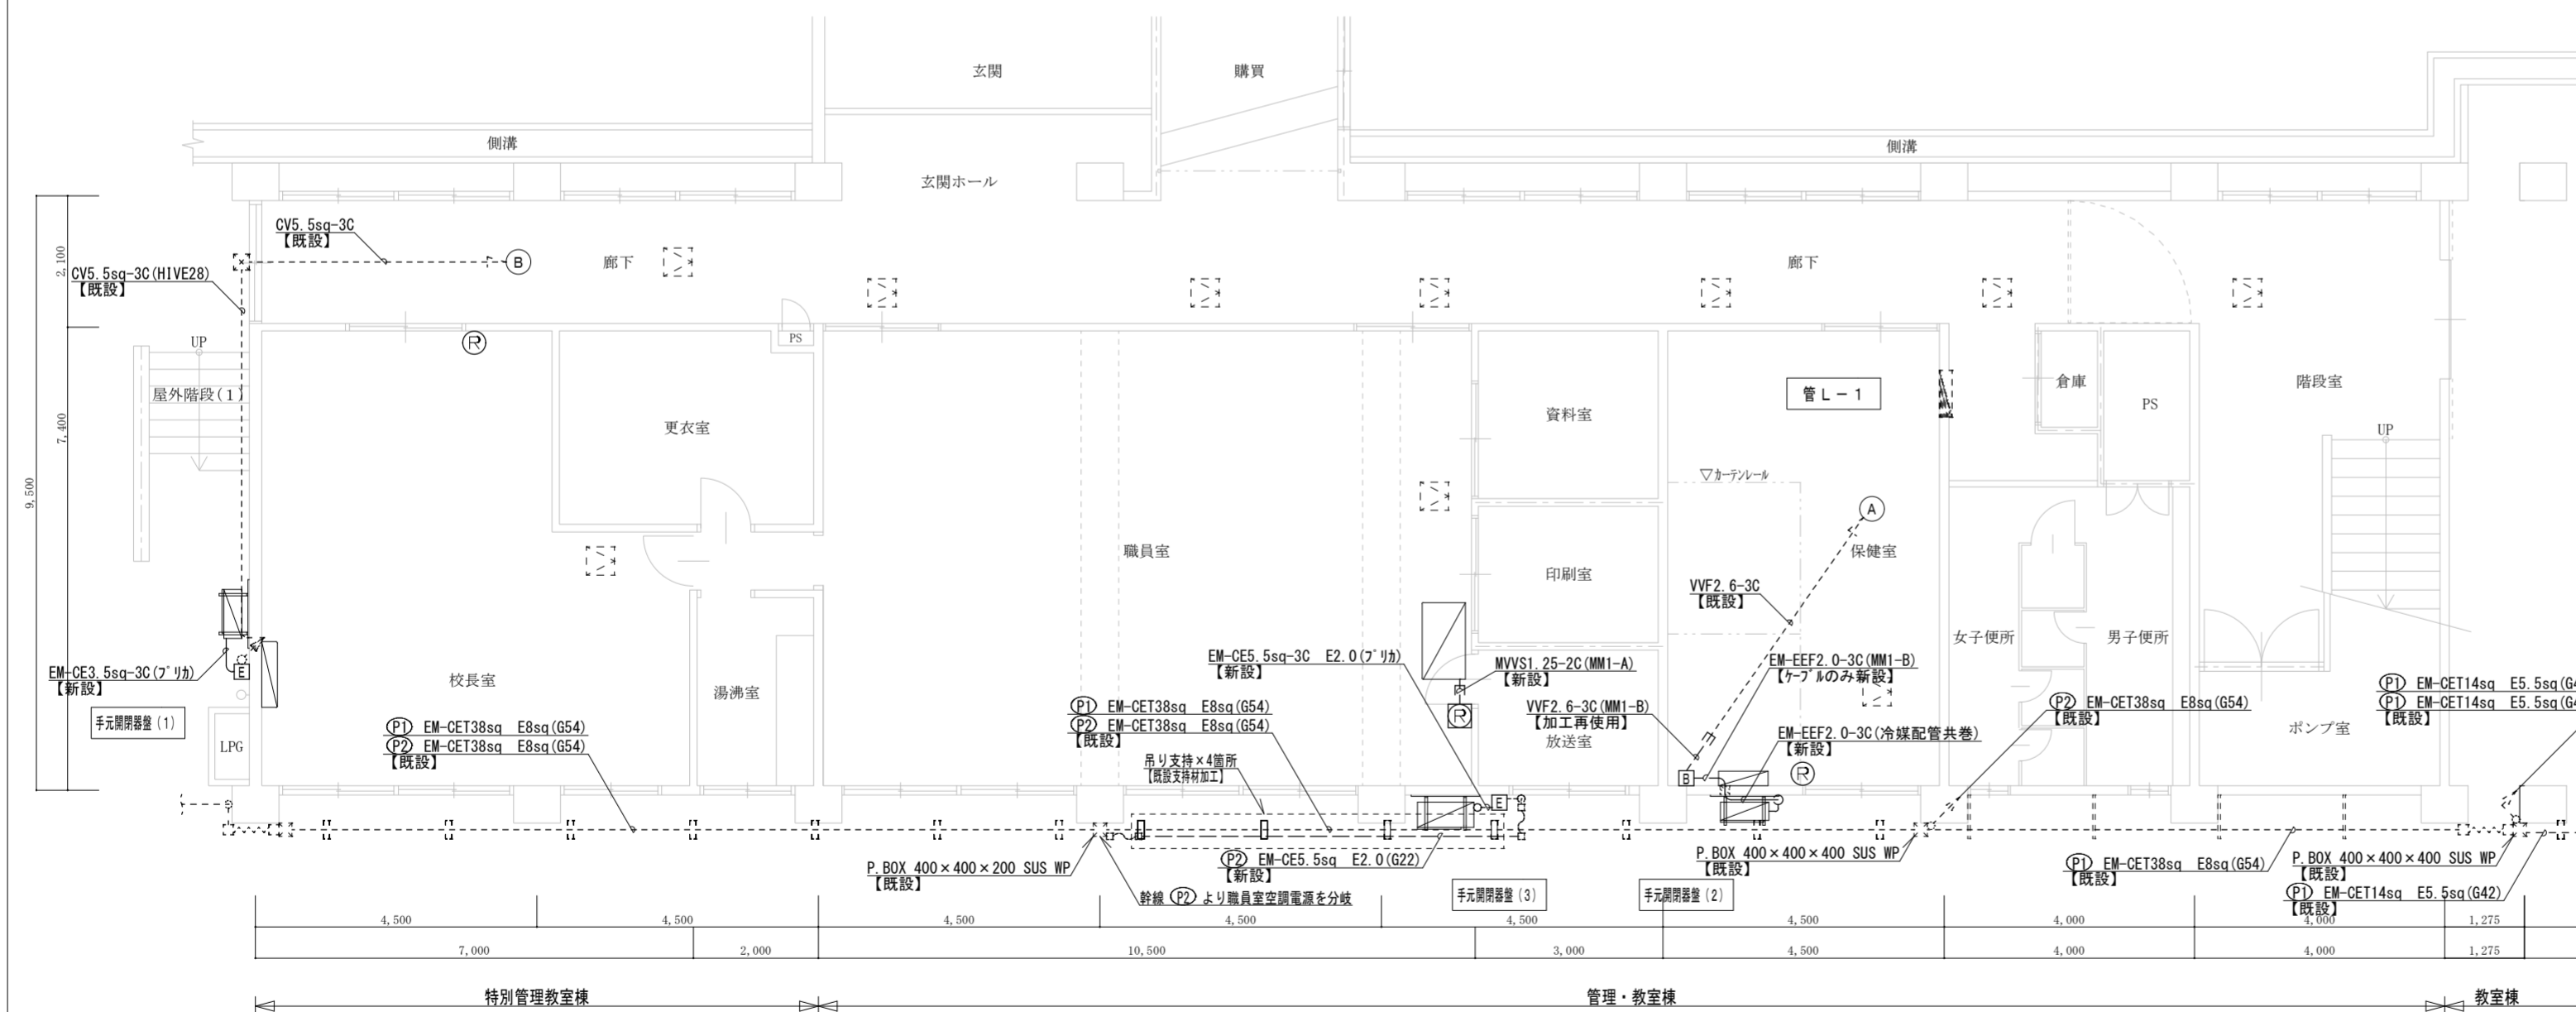 玄関
購買
側溝
側溝
玄関ホール
CV5.5sq-3C
【既設】
B
廊下
廊下
CV5.5sq-3C(HIVE28)
【既設】
2,100
7,400
9,500
UP
屋外階段(1)
R
PS
更衣室
資料室
管L-1
倉庫
PS
階段室
UP
▽カーテンレール
A
職員室
保健室
印刷室
VVF2.6-3C
【既設】
女子便所
男子便所
EM-CE3.5sq-3C(プリカ)
【新設】
E
校長室
湯沸室
EM-CE5.5sq-3C E2.0(プリカ)
【新設】
MVVS1.25-2C(MM1-A)
【新設】
EM-EEF2.0-3C(MM1-B)
【ケーブルのみ新設】
手元開閉器盤(1)
LPG
P1 EM-CET38sq E8sq(G54)
P2 EM-CET38sq E8sq(G54)
【既設】
P1 EM-CET38sq E8sq(G54)
P2 EM-CET38sq E8sq(G54)
【既設】
R
VVF2.6-3C(MM1-B)
【加工再使用】
放送室
EM-EEF2.0-3C(冷媒配管共巻)
【新設】
P2 EM-CET38sq E8sq(G54)
【既設】
P1 EM-CET14sq E5.5sq(G4
P1 EM-CET14sq E5.5sq(G4
【既設】
ポンプ室
吊り支持×4箇所
【既設支持材加工】
B
R
E
P.BOX 400×400×200 SUS WP
【既設】
P2 EM-CE5.5sq E2.0(G22)
【新設】
P.BOX 400×400×400 SUS WP
【既設】
P1 EM-CET38sq E8sq(G54)
【既設】
P.BOX 400×400×400 SUS WP
【既設】
幹線 P2 より職員室空調電源を分岐
手元開閉器盤(3)
手元開閉器盤(2)
P1 EM-CET14sq E5.5sq(G42)
【既設】
4,500 4,500 4,500 4,500 4,500 4,500 4,000 4,000 1,275
7,000 2,000 10,500 3,000 4,500 4,000 4,000 1,275
特別管理教室棟 管理・教室棟 教室棟